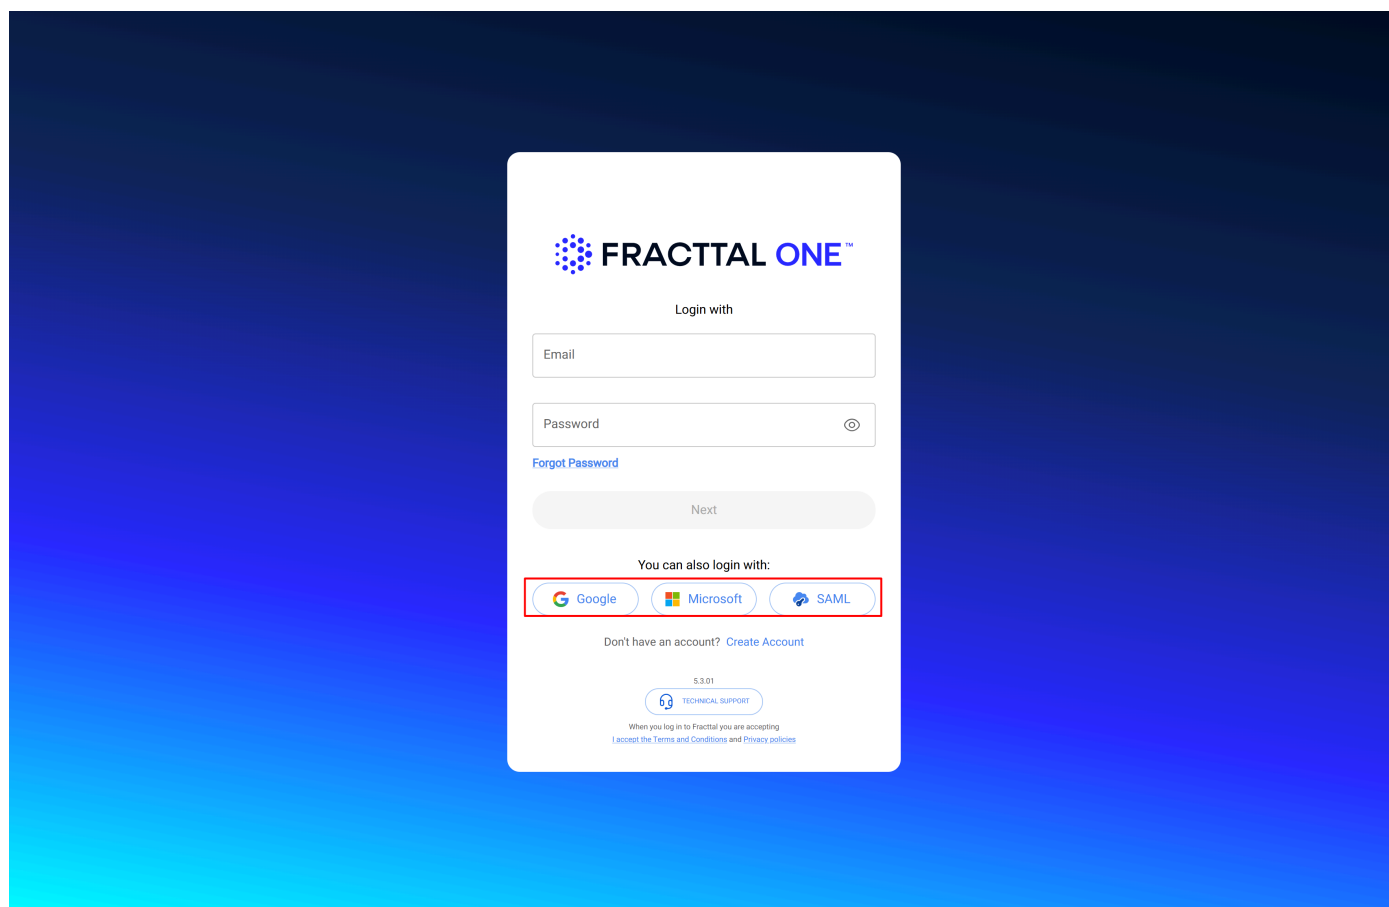 FRACTTAL ONE™
Login with
Email
Password
Forgot Password
Next
You can also login with:
Google Microsoft SAML
Don't have an account? Create Account
5.3.01
TECHNICAL SUPPORT
When you log in to Fracttal you are accepting
I accept the Terms and Conditions and Privacy policies